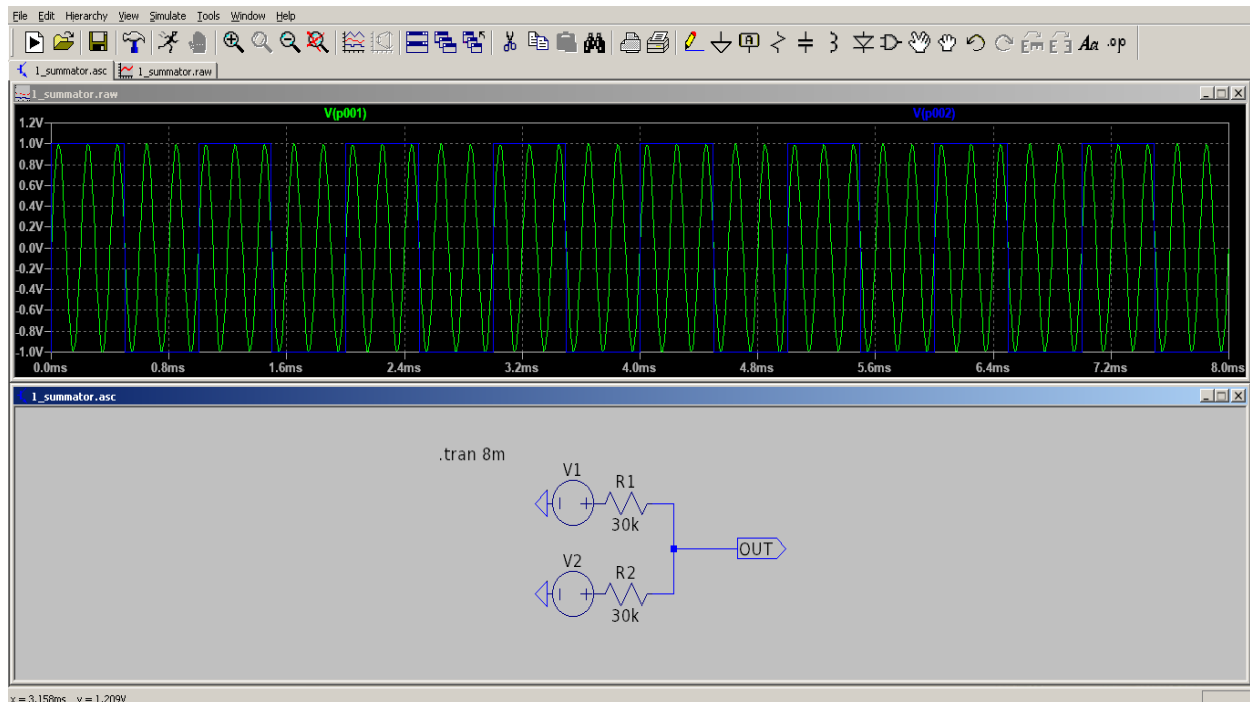 File Edit Hierarchy View Simulate Tools Window Help
Aa .op
1_summator.asc 1_summator.raw
1_summator.raw
V(p001) V(p002)
1.2V
1.0V
0.8V
0.6V
0.4V
0.2V
0.0V
-0.2V
-0.4V
-0.6V
-0.8V
-1.0V
0.0ms 0.8ms 1.6ms 2.4ms 3.2ms 4.0ms 4.8ms 5.6ms 6.4ms 7.2ms 8.0ms
1_summator.asc
.tran 8m
V1
R1
30k
OUT
V2
R2
30k
x = 3.158ms y = 1.209V